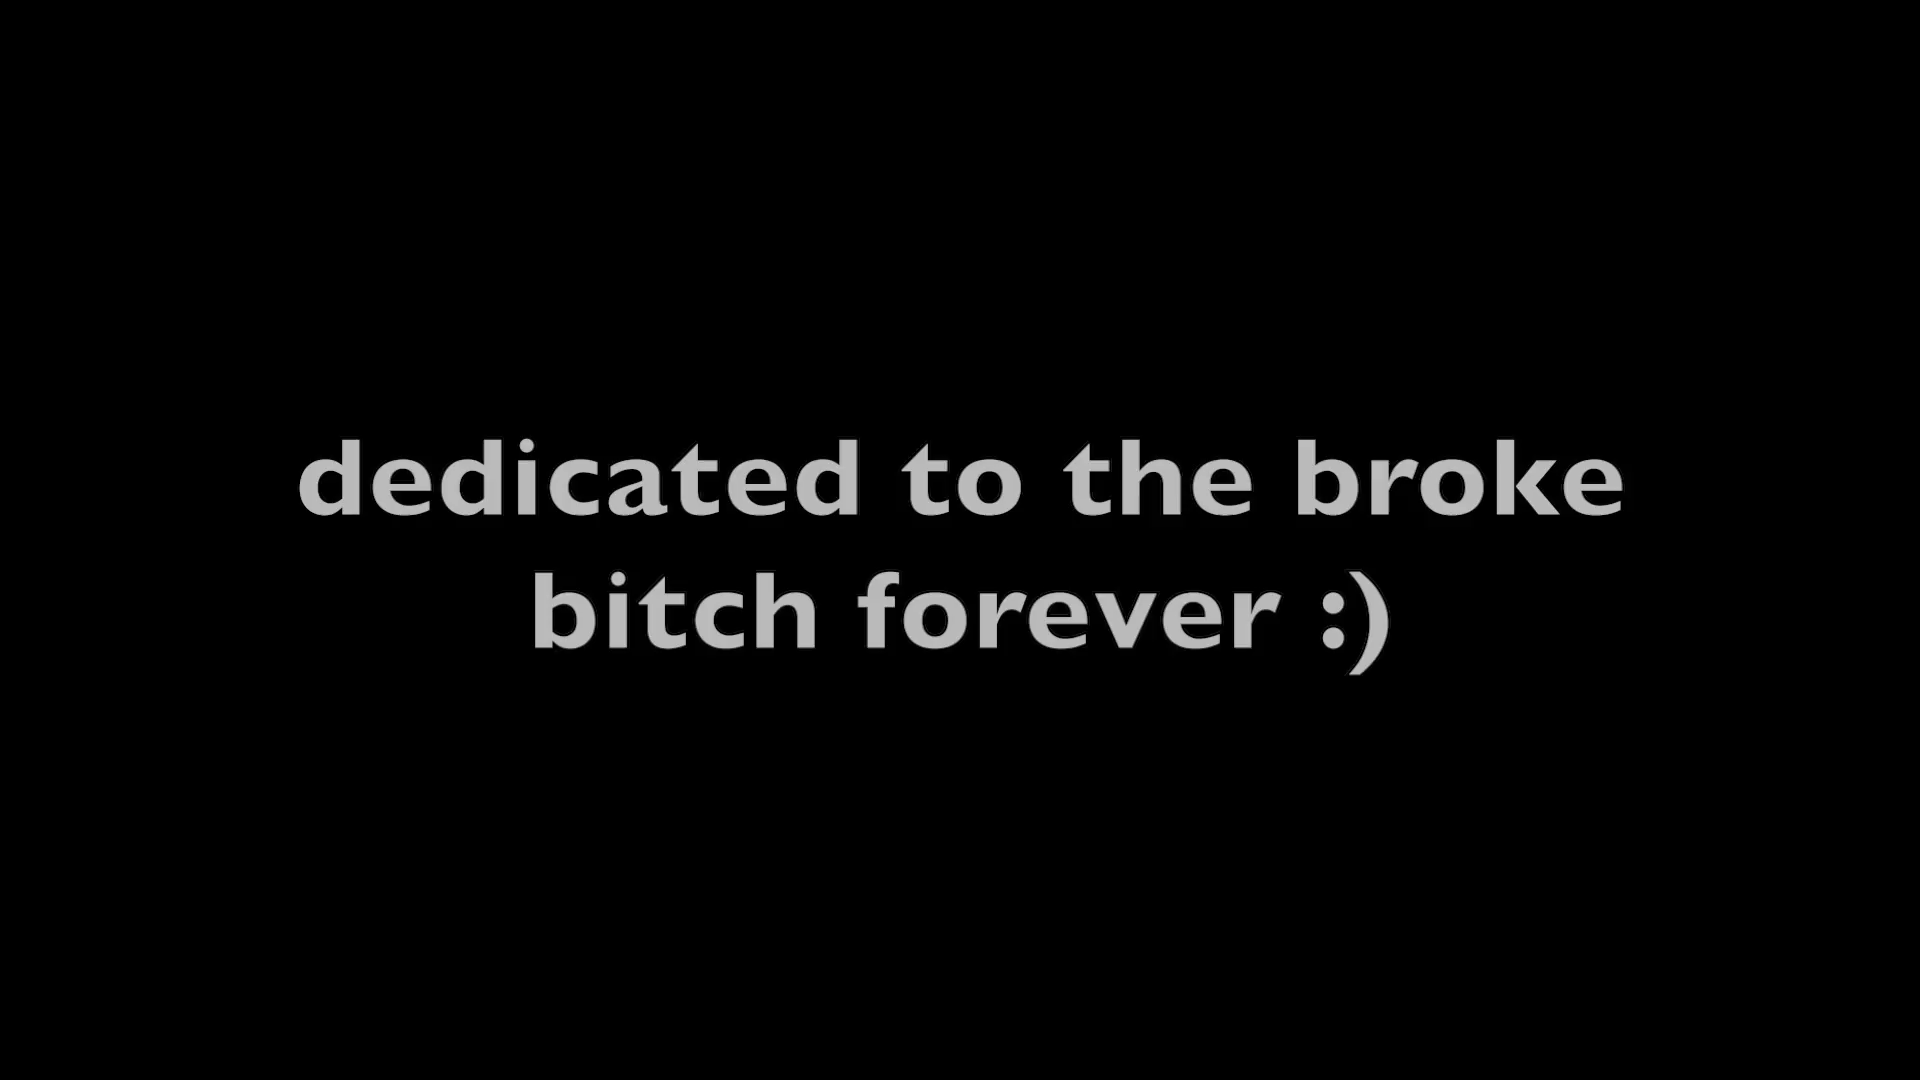 dedicated to the broke
bitch forever :)